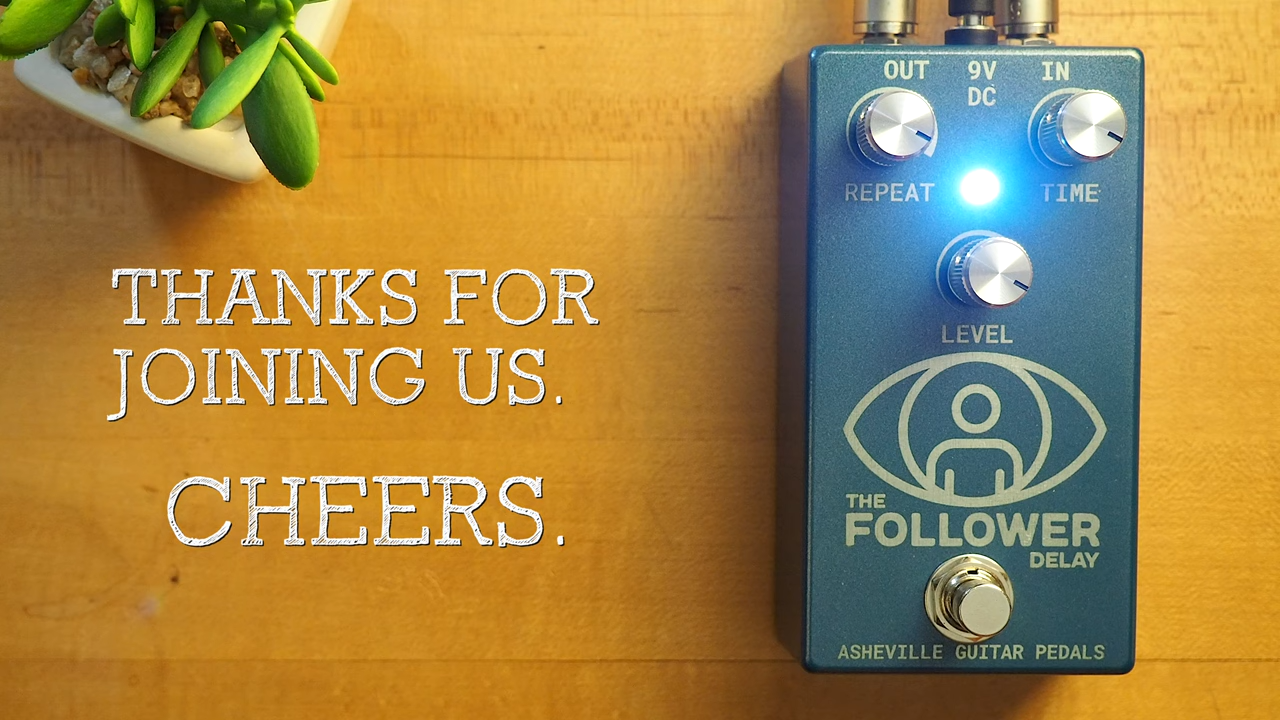 THANKS FOR
JOINING US.
CHEERS.
OUT 9V IN
DC
REPEAT TIME
LEVEL
THE
FOLLOWER
DELAY
ASHEVILLE GUITAR PEDALS